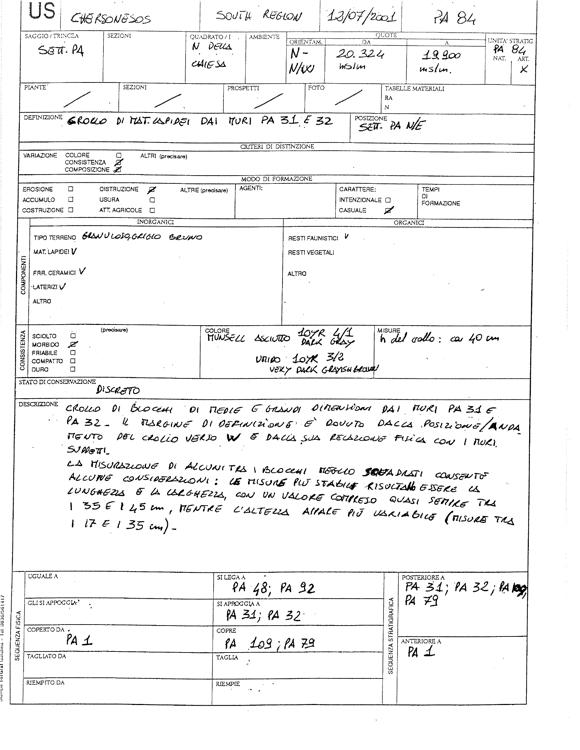 US CHERSONESOS SOUTH REGION 12/07/2001 PA 84
SAGGIO/TRINCEA SEZIONI QUADRATO/I AMBIENTE QUOTE UNITA' STRATIG
ORIENTAM. DA A
SETT. PA N DELLA CHIESA N- N/W 20.324 mslm 19.900 mslm. PA 84
NAT. ART.
X
PIANTE SEZIONI PROSPETTI FOTO TABELLE MATERIALI
RA
N
DEFINIZIONE CROLLO DI MAT. LAPIDEI DAI MURI PA 31 E 32 POSIZIONE SETT. PA N/E
CRITERI DI DISTINZIONE
VARIAZIONE COLORE ALTRI (precisare)
CONSISTENZA
COMPOSIZIONE
MODO DI FORMAZIONE
EROSIONE DISTRUZIONE ALTRE (precisare) AGENTI: CARATTERE: TEMPI DI FORMAZIONE
ACCUMULO USURA INTENZIONALE
COSTRUZIONE ATT. AGRICOLE CASUALE
INORGANICI ORGANICI
COMPONENTI
TIPO TERRENO GRANULOSO, GRIGIO BRUNO RESTI FAUNISTICI V
MAT. LAPIDEI V RESTI VEGETALI
FRR. CERAMICI V ALTRO
LATERIZI V
ALTRO
CONSISTENZA
(precisare) COLORE MISURE
SCIOLTO MUNSELL ASCIUTTO 10YR 4/1 h del crollo: ca 40 cm
MORBIDO DARK GRAY
FRIABILE UMIDO 10YR 3/2
COMPATTO VERY DARK GRAYISH BROWN
DURO
STATO DI CONSERVAZIONE
DISCRETO
DESCRIZIONE CROLLO DI BLOCCHI DI MEDIE E GRANDI DIMENSIONI DAI MURI PA 31 E
PA 32 - IL MARGINE DI DEFINIZIONE E' DOVUTO DALLA POSIZIONE/ANDA
MENTO DEL CROLLO VERSO W E DALLA SUA RELAZIONE FISICA CON I MURI
SUDDETTI.
LA MISURAZIONE DI ALCUNI TRA I BLOCCHI MEGLIO SQUADRATI CONSENTE
ALCUNE CONSIDERAZIONI: LE MISURE PIÙ STABILI RISULTANO ESSERE LA
LUNGHEZZA E LA LARGHEZZA, CON UN VALORE COMPRESO QUASI SEMPRE TRA
I 35 E I 45 cm, MENTRE L'ALTEZZA APPARE PIÙ VARIABILE (MISURE TRA
I 17 E I 35 cm) -
SEQUENZA FISICA
UGUALE A SI LEGA A PA 48; PA 92
GLI SI APPOGGIA SI APPOGGIA A PA 31; PA 32
COPERTO DA PA 1 COPRE PA 109; PA 79
TAGLIATO DA TAGLIA
RIEMPITO DA RIEMPIE
SEQUENZA STRATIGRAFICA
POSTERIORE A
PA 31; PA 32; PA 109;
PA 79
ANTERIORE A
PA 1